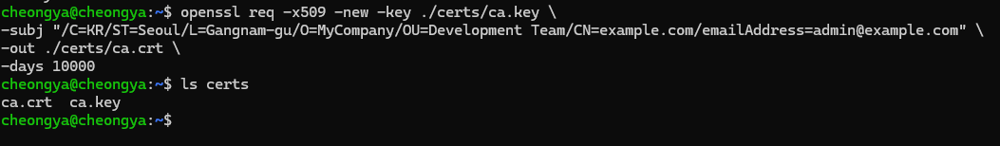 cheongya@cheongya:~$ openssl req -x509 -new -key ./certs/ca.key \
-subj "/C=KR/ST=Seoul/L=Gangnam-gu/O=MyCompany/OU=Development Team/CN=example.com/emailAddress=admin@example.com" \
-out ./certs/ca.crt \
-days 10000
cheongya@cheongya:~$ ls certs
ca.crt  ca.key
cheongya@cheongya:~$